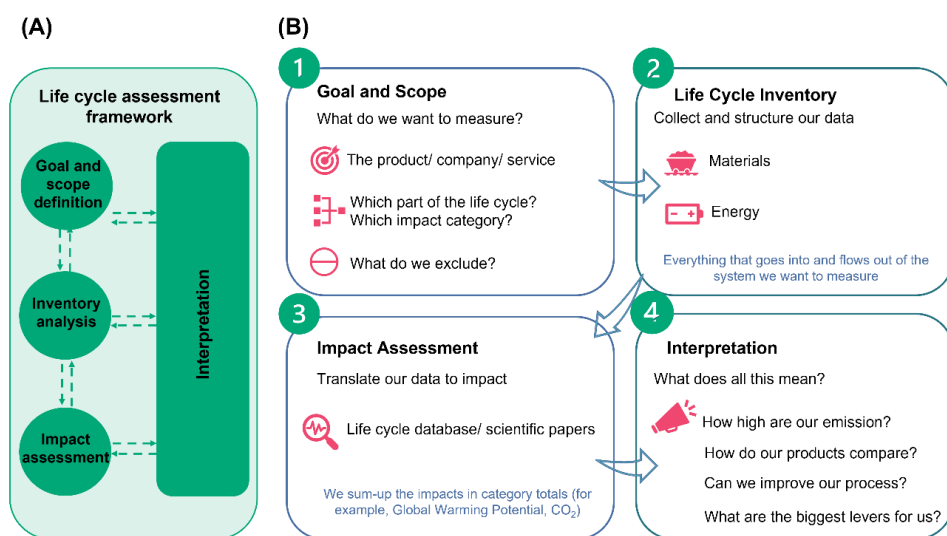 (A)
Life cycle assessment
framework
Goal and
scope
definition
Inventory
analysis
Impact
assessment
Interpretation
(B)
1
Goal and Scope
What do we want to measure?
The product/ company/ service
Which part of the life cycle?
Which impact category?
What do we exclude?
2
Life Cycle Inventory
Collect and structure our data
Materials
Energy
Everything that goes into and flows out of the
system we want to measure
3
Impact Assessment
Translate our data to impact
Life cycle database/ scientific papers
We sum-up the impacts in category totals (for
example, Global Warming Potential, CO₂)
4
Interpretation
What does all this mean?
How high are our emission?
How do our products compare?
Can we improve our process?
What are the biggest levers for us?